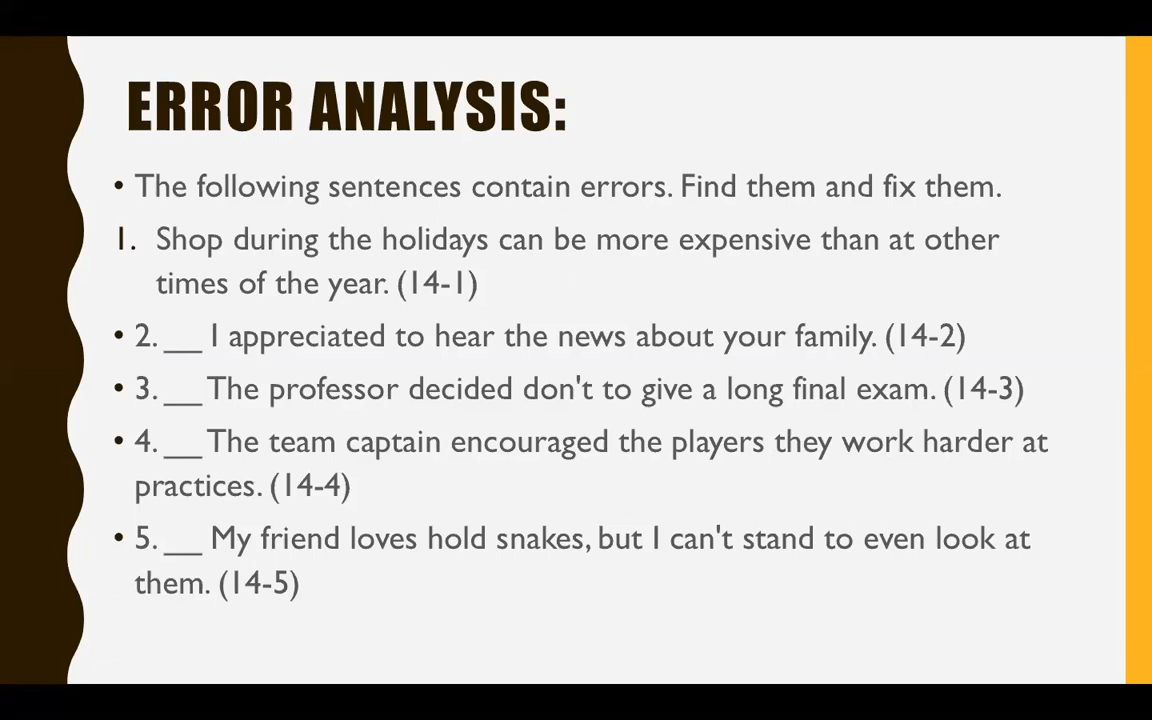 ERROR ANALYSIS:
• The following sentences contain errors. Find them and fix them.
1. Shop during the holidays can be more expensive than at other
times of the year. (14-1)
• 2. __ I appreciated to hear the news about your family. (14-2)
• 3. __ The professor decided don't to give a long final exam. (14-3)
• 4. __ The team captain encouraged the players they work harder at
practices. (14-4)
• 5. __ My friend loves hold snakes, but I can't stand to even look at
them. (14-5)